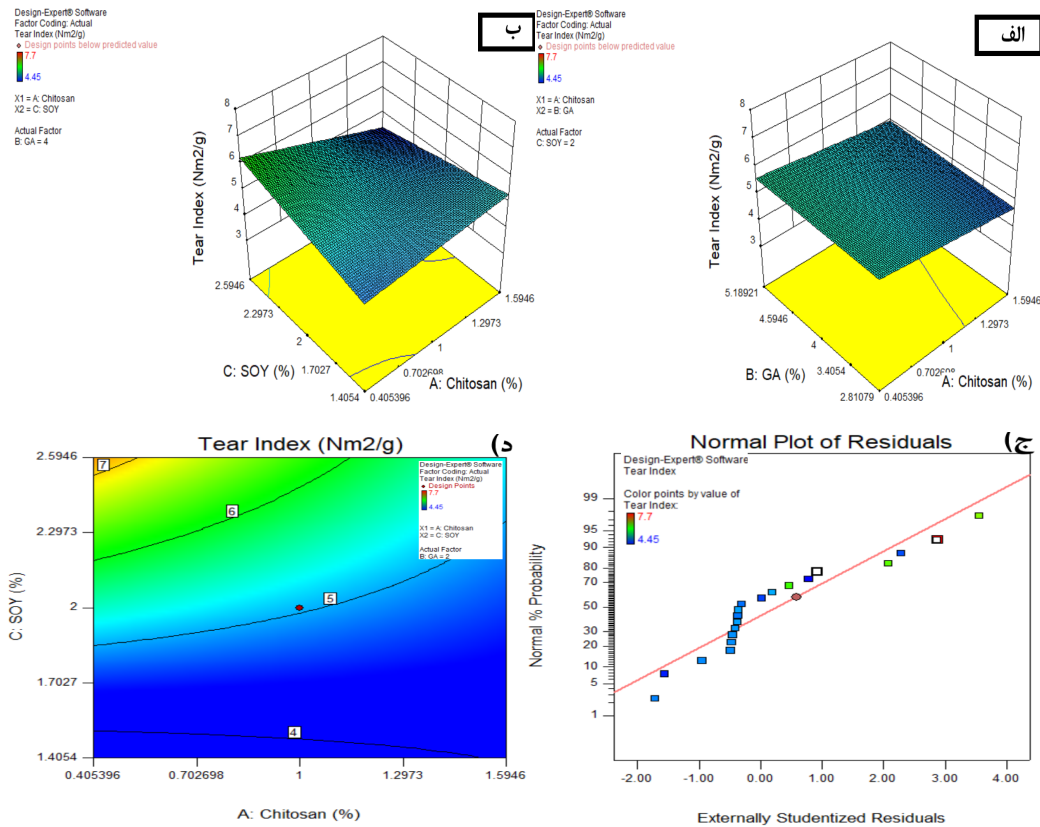 Design-Expert® Software
Factor Coding: Actual
Tear Index (Nm2/g)
Design points below predicted value
7.7
4.45
X1 = A: Chitosan
X2 = C: SOY
Actual Factor
B: GA = 4
ب
8
7
6
5
4
3
Tear Index (Nm2/g)
2.5946
2.2973
2
1.7027
1.4054
C: SOY (%)
1.5946
1.2973
1
0.702698
0.405396
A: Chitosan (%)
Design-Expert® Software
Factor Coding: Actual
Tear Index (Nm2/g)
Design points below predicted value
7.7
4.45
X1 = A: Chitosan
X2 = B: GA
Actual Factor
C: SOY = 2
الف
8
7
6
5
4
3
Tear Index (Nm2/g)
5.18921
4.5946
4
3.4054
2.81079
B: GA (%)
1.5946
1.2973
1
0.405396
A: Chitosan (%)
د)
Tear Index (Nm2/g)
Design-Expert® Software
Factor Coding: Actual
Tear Index (Nm2/g)
Design Points
7.7
4.45
X1 = A: Chitosan
X2 = C: SOY
Actual Factor
B: GA = 2
7
6
5
4
2.5946
2.2973
2
1.7027
1.4054
C: SOY (%)
0.405396
0.702698
1
1.2973
1.5946
A: Chitosan (%)
ج)
Normal Plot of Residuals
Design-Expert® Software
Tear Index
Color points by value of
Tear Index:
7.7
4.45
Normal % Probability
99
95
90
80
70
50
30
20
10
5
1
-2.00
-1.00
0.00
1.00
2.00
3.00
4.00
Externally Studentized Residuals